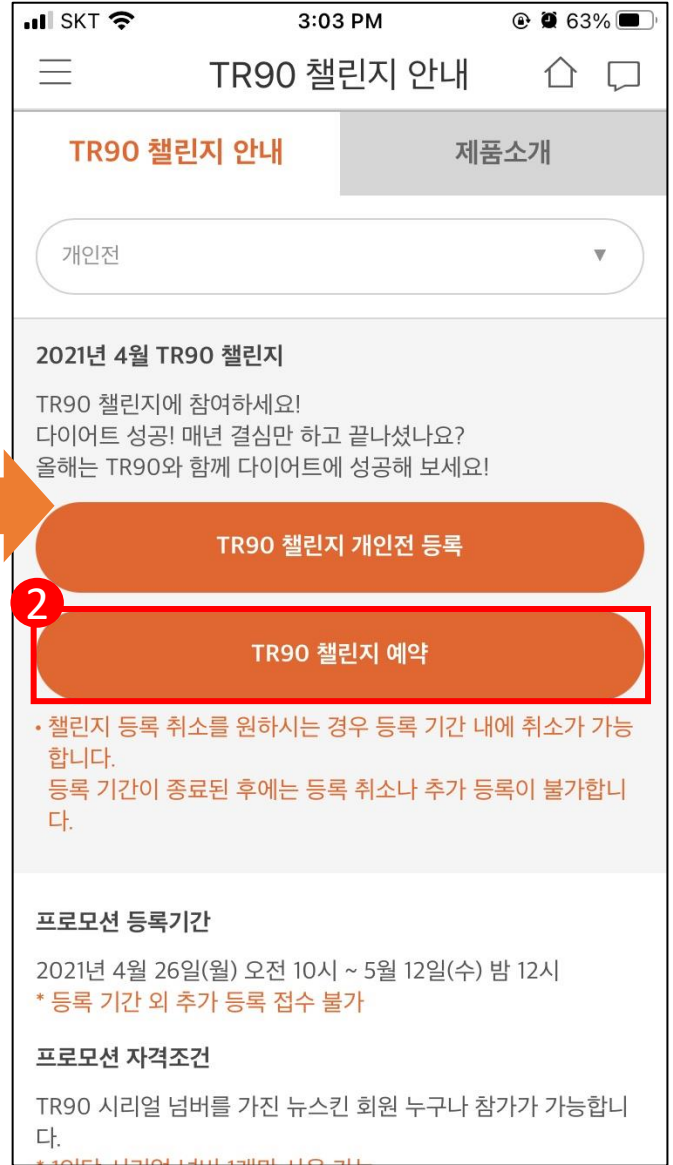 SKT 3:03 PM 63%
TR90 챌린지 안내
TR90 챌린지 안내 제품소개
개인전
2021년 4월 TR90 챌린지
TR90 챌린지에 참여하세요!
다이어트 성공! 매년 결심만 하고 끝나셨나요?
올해는 TR90와 함께 다이어트에 성공해 보세요!
TR90 챌린지 개인전 등록
2
TR90 챌린지 예약
• 챌린지 등록 취소를 원하시는 경우 등록 기간 내에 취소가 가능
합니다.
등록 기간이 종료된 후에는 등록 취소나 추가 등록이 불가합니
다.
프로모션 등록기간
2021년 4월 26일(월) 오전 10시 ~ 5월 12일(수) 밤 12시
* 등록 기간 외 추가 등록 접수 불가
프로모션 자격조건
TR90 시리얼 넘버를 가진 뉴스킨 회원 누구나 참가가 가능합니
다.